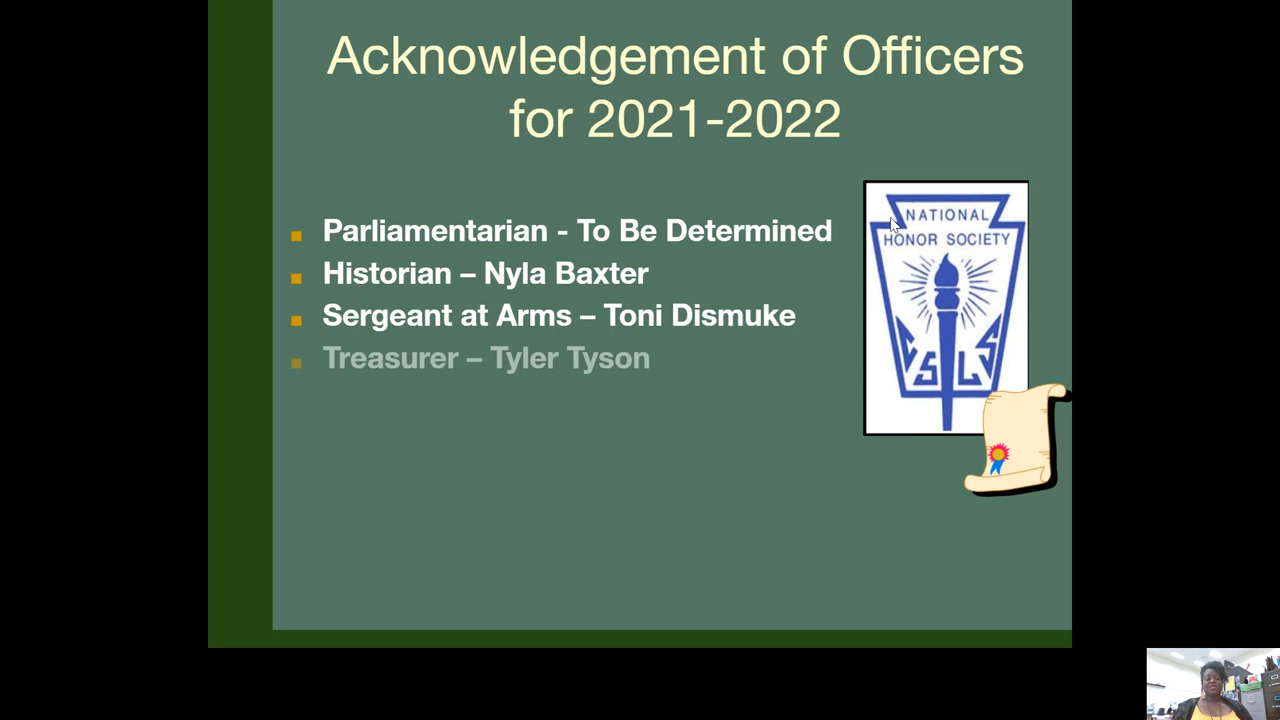 Acknowledgement of Officers
for 2021-2022
Parliamentarian - To Be Determined
Historian – Nyla Baxter
Sergeant at Arms – Toni Dismuke
Treasurer – Tyler Tyson
NATIONAL
HONOR SOCIETY
C S L S